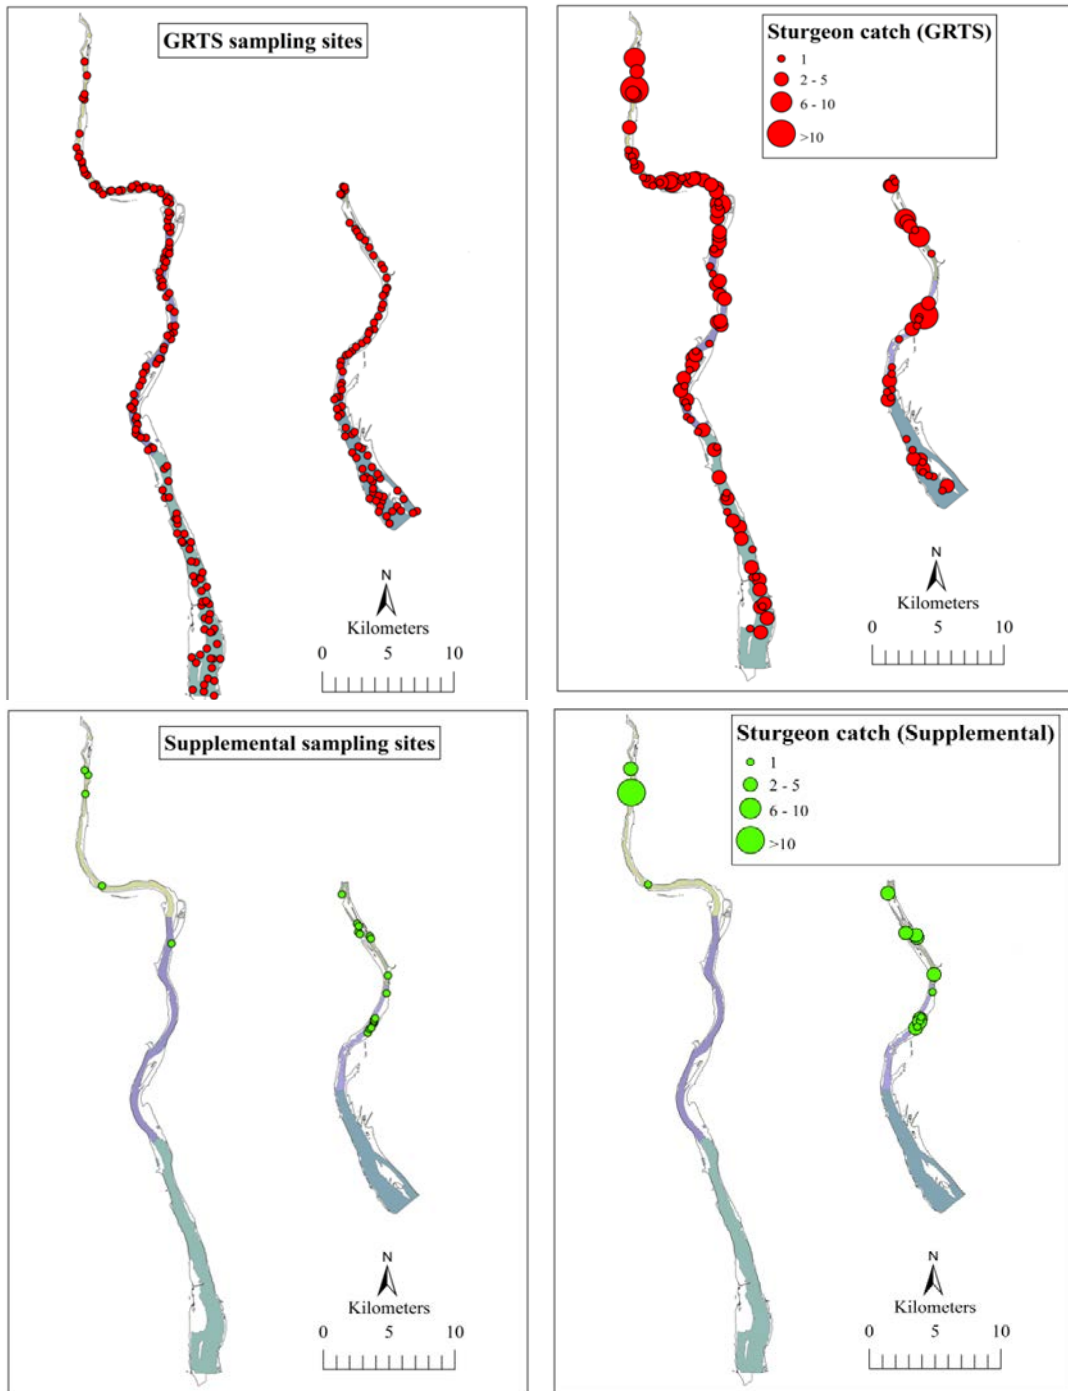 GRTS sampling sites
N
Kilometers
0 5 10
Sturgeon catch (GRTS)
1
2 - 5
6 - 10
>10
N
Kilometers
0 5 10
Supplemental sampling sites
N
Kilometers
0 5 10
Sturgeon catch (Supplemental)
1
2 - 5
6 - 10
>10
N
Kilometers
0 5 10